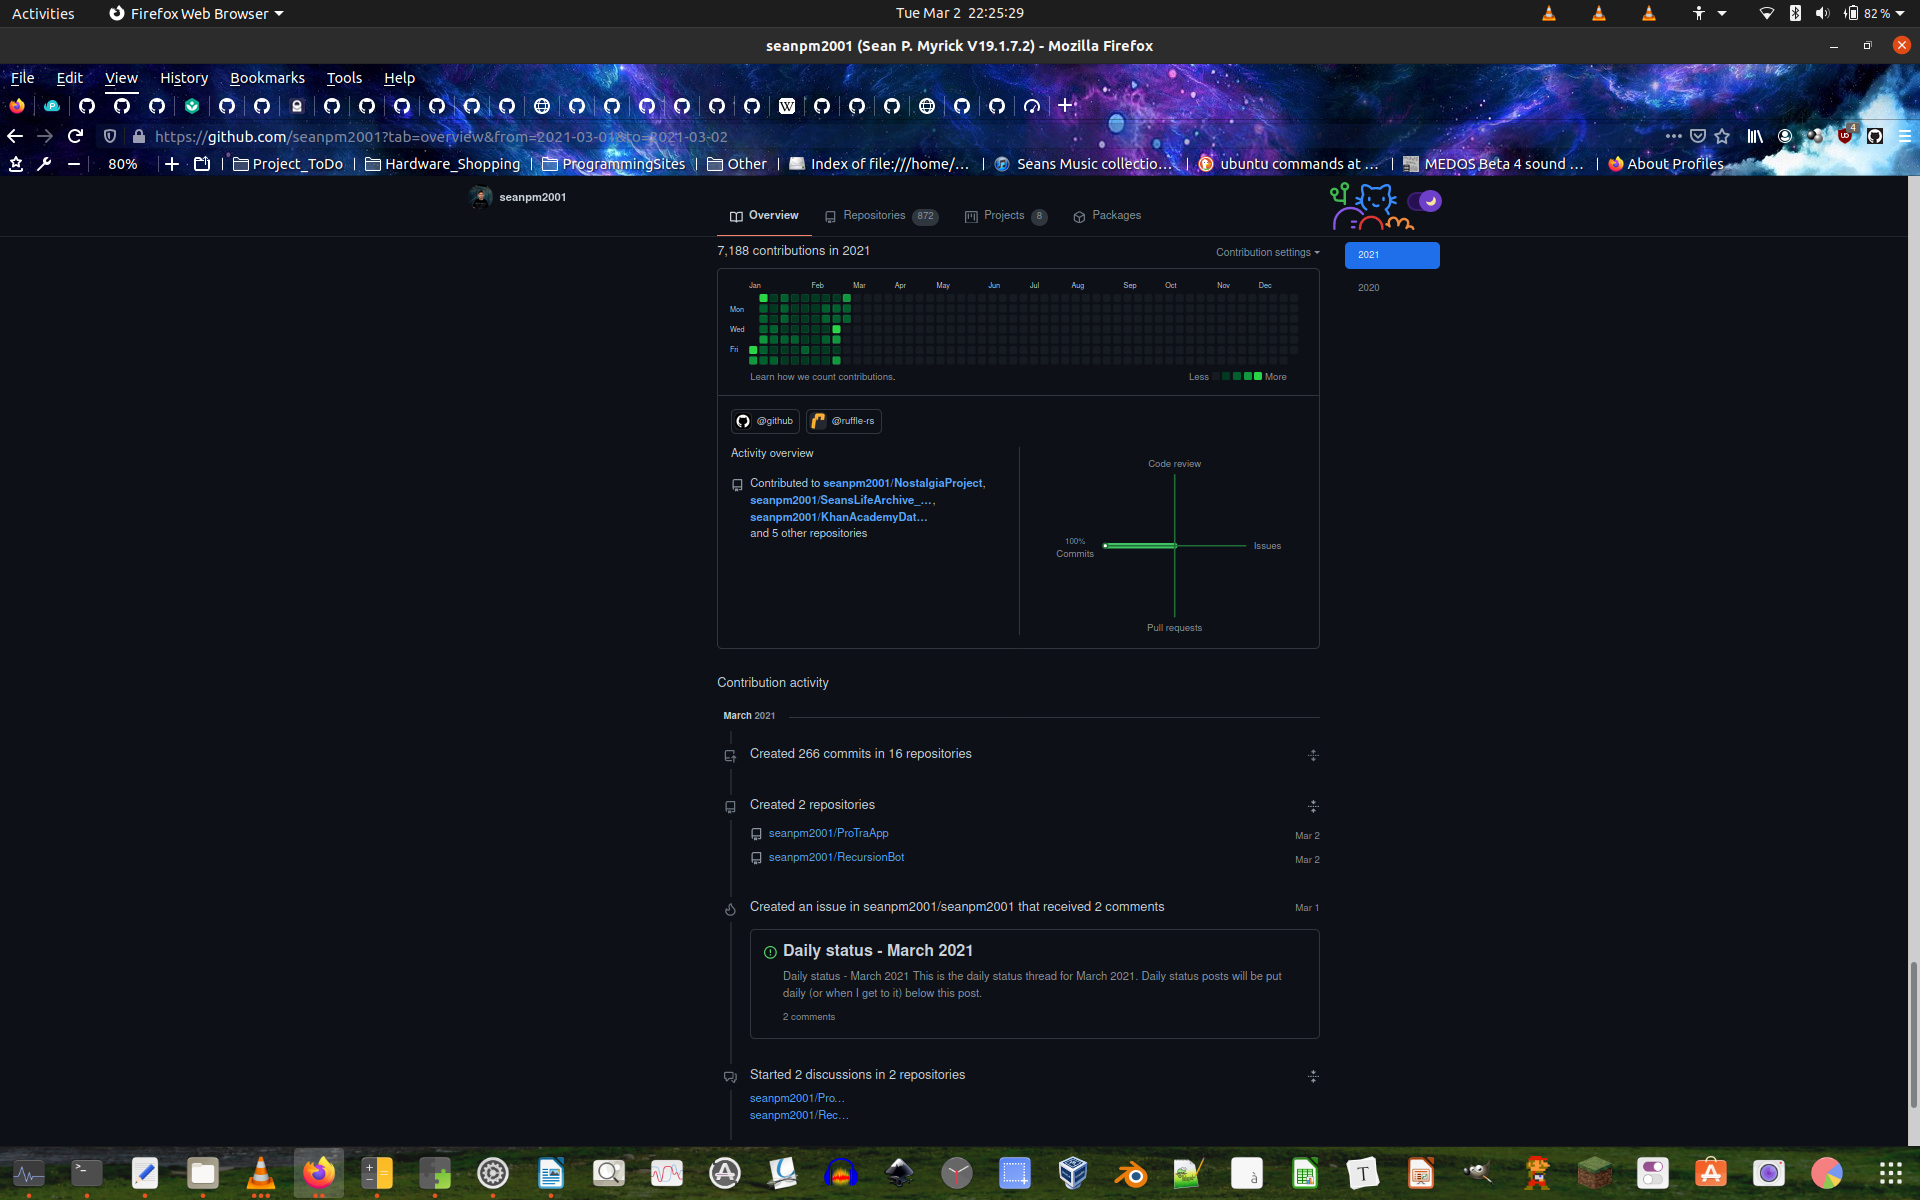 Activities Firefox Web Browser Tue Mar 2 22:25:29 82 %
seanpm2001 (Sean P. Myrick V19.1.7.2) - Mozilla Firefox
File Edit View History Bookmarks Tools Help
https://github.com/seanpm2001?tab=overview&from=2021-03-01&to=2021-03-02 4
80% Project_ToDo Hardware_Shopping ProgrammingSites Other Index of file:///home/… Seans Music collectio… ubuntu commands at … MEDOS Beta 4 sound … About Profiles
seanpm2001
Overview Repositories 872 Projects 8 Packages
7,188 contributions in 2021 Contribution settings 2021
2020
Jan Feb Mar Apr May Jun Jul Aug Sep Oct Nov Dec
Mon
Wed
Fri
Learn how we count contributions. Less More
@github @ruffle-rs
Activity overview
Contributed to seanpm2001/NostalgiaProject,
seanpm2001/SeansLifeArchive_…,
seanpm2001/KhanAcademyDat…
and 5 other repositories
Code review
100%
Commits
Issues
Pull requests
Contribution activity
March 2021
Created 266 commits in 16 repositories
Created 2 repositories
seanpm2001/ProTraApp Mar 2
seanpm2001/RecursionBot Mar 2
Created an issue in seanpm2001/seanpm2001 that received 2 comments Mar 1
Daily status - March 2021
Daily status - March 2021 This is the daily status thread for March 2021. Daily status posts will be put
daily (or when I get to it) below this post.
2 comments
Started 2 discussions in 2 repositories
seanpm2001/Pro…
seanpm2001/Rec…